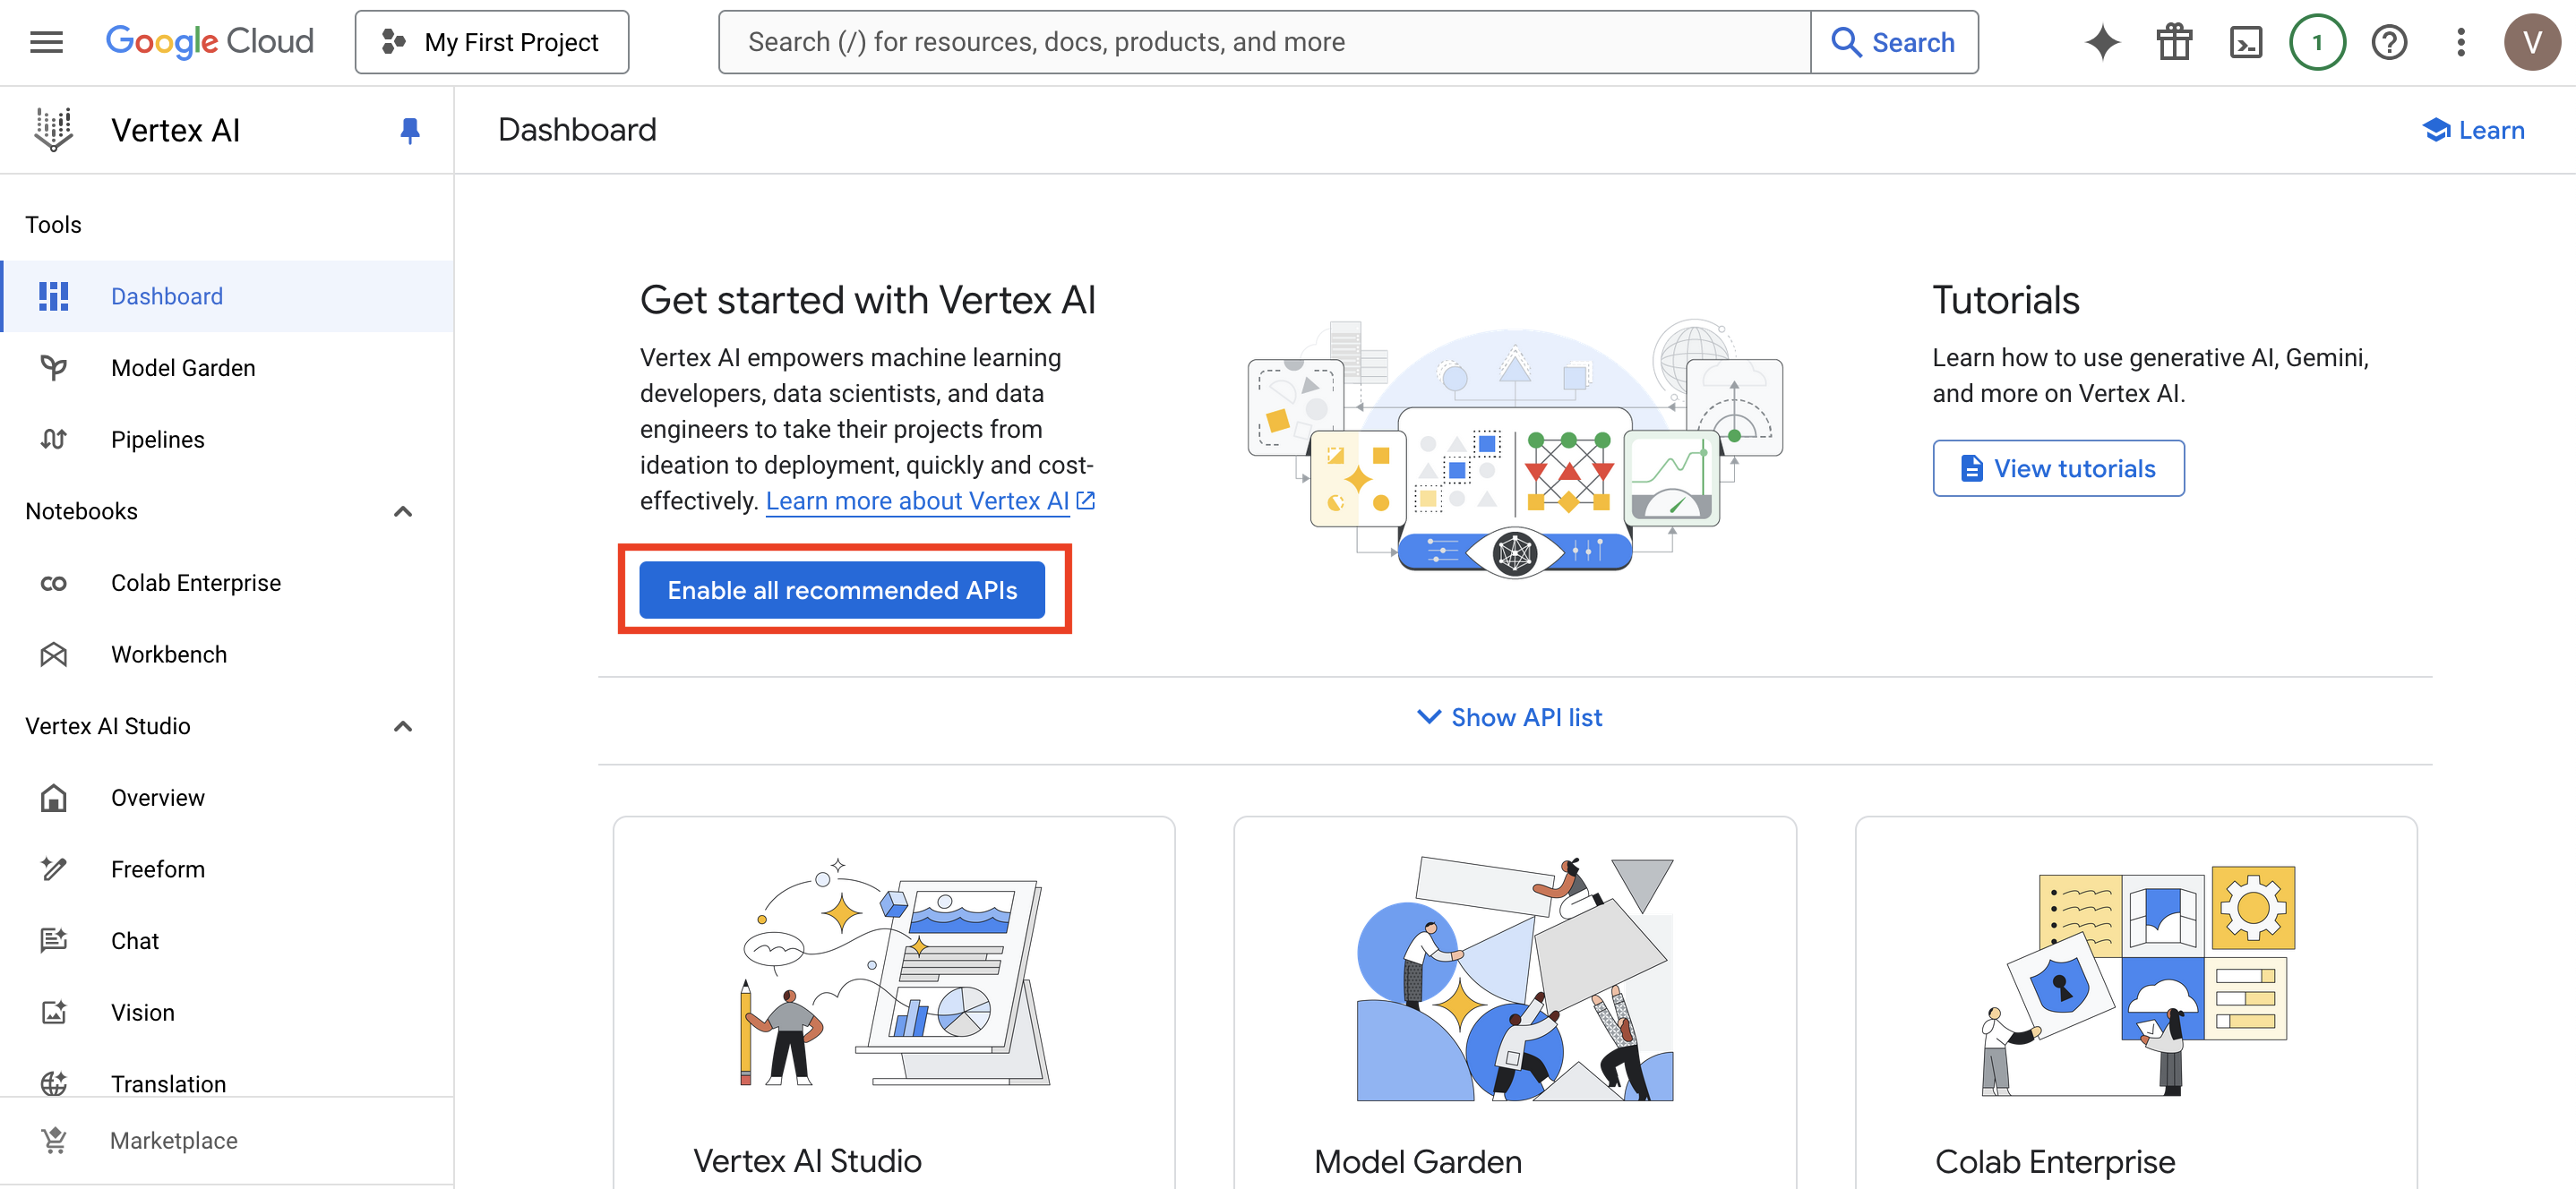 Google Cloud
My First Project
Search (/) for resources, docs, products, and more
Search
1
V
Vertex AI
Dashboard
Learn
Tools
Dashboard
Model Garden
Pipelines
Notebooks
Colab Enterprise
Workbench
Vertex AI Studio
Overview
Freeform
Chat
Vision
Translation
Marketplace
Get started with Vertex AI
Vertex AI empowers machine learning
developers, data scientists, and data
engineers to take their projects from
ideation to deployment, quickly and cost-
effectively. Learn more about Vertex AI
Enable all recommended APIs
Tutorials
Learn how to use generative AI, Gemini,
and more on Vertex AI.
View tutorials
Show API list
Vertex AI Studio
Model Garden
Colab Enterprise